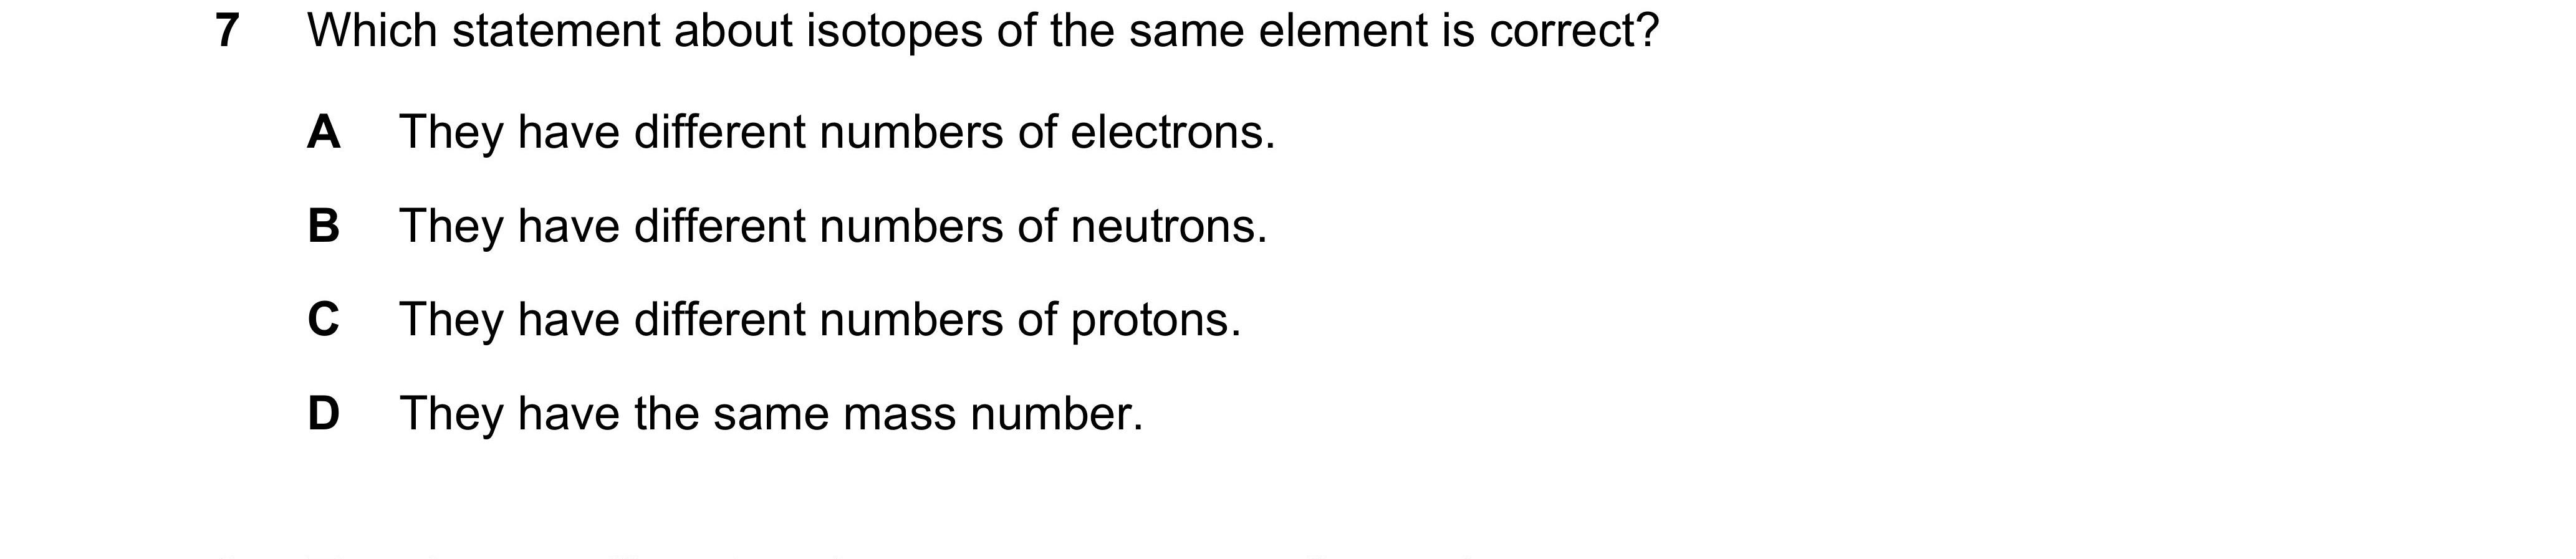 7 Which statement about isotopes of the same element is correct?
A They have different numbers of electrons.
B They have different numbers of neutrons.
C They have different numbers of protons.
D They have the same mass number.